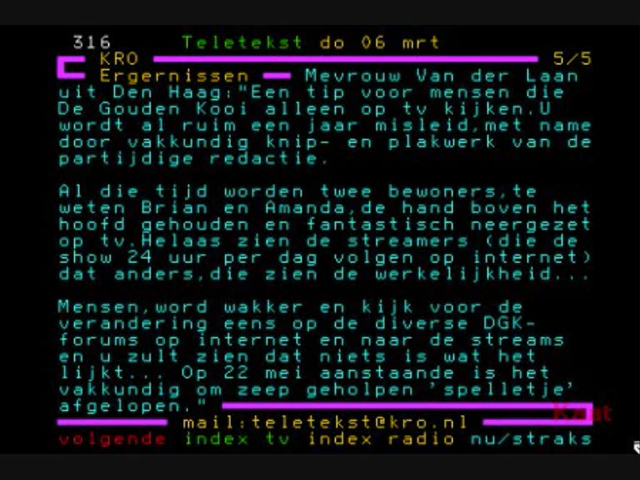 316 Teletekst do 06 mrt
KRO 5/5
Ergernissen Mevrouw Van der Laan
uit Den Haag:"Een tip voor mensen die
De Gouden Kooi alleen op tv kijken.U
wordt al ruim een jaar misleid,met name
door vakkundig knip- en plakwerk van de
partijdige redactie.
Al die tijd worden twee bewoners,te
weten Brian en Amanda,de hand boven het
hoofd gehouden en fantastisch neergezet
op tv.Helaas zien de streamers (die de
show 24 uur per dag volgen op internet)
dat anders,die zien de werkelijkheid...
Mensen,word wakker en kijk voor de
verandering eens op de diverse DGK-
forums op internet en naar de streams
en u zult zien dat niets is wat het
lijkt... Op 22 mei aanstaande is het
vakkundig om zeep geholpen 'spelletje'
afgelopen."
mail:teletekst@kro.nl
volgende index tv index radio nu/straks